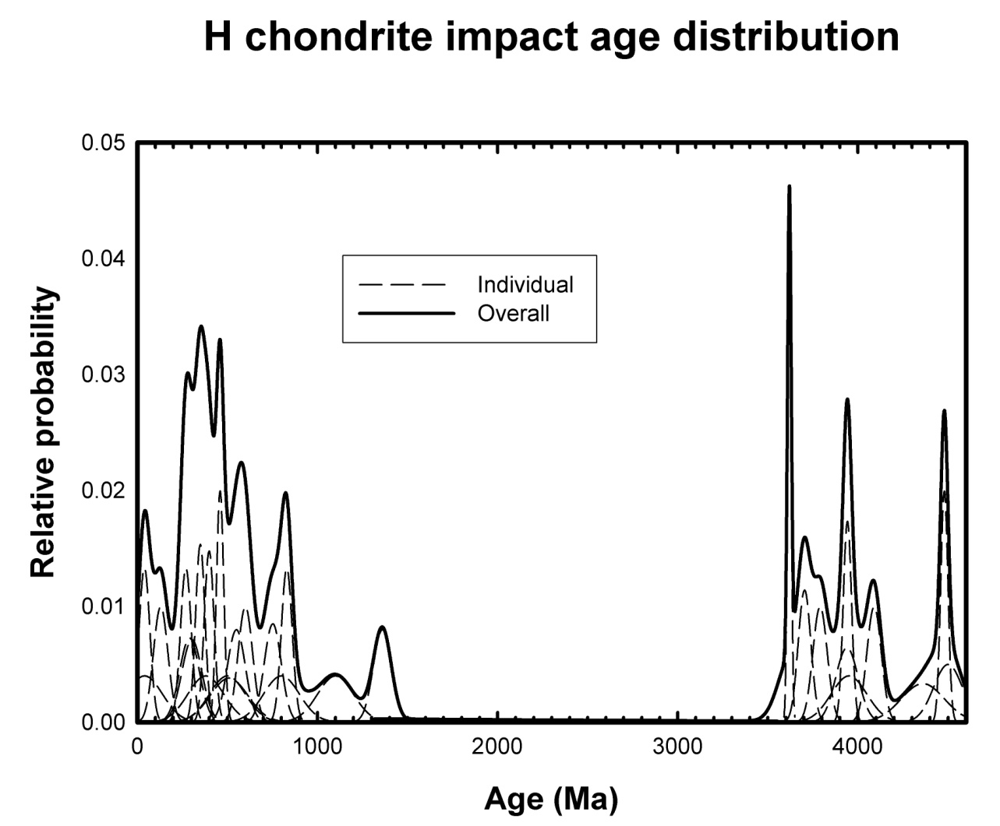 H chondrite impact age distribution
0.05
0.04
0.03
0.02
0.01
0.00
Relative probability
Individual
Overall
0 1000 2000 3000 4000
Age (Ma)